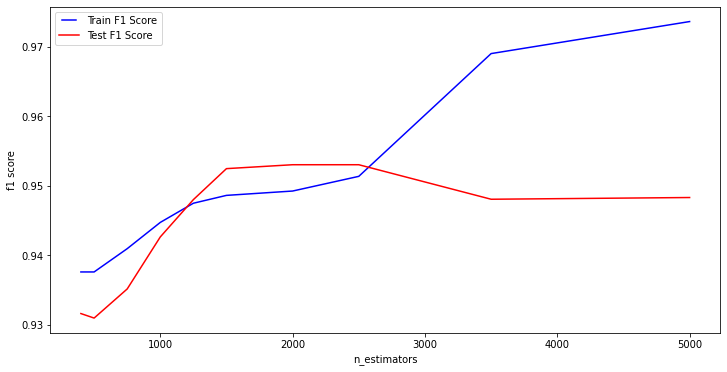 Train F1 Score
Test F1 Score
0.97
0.96
0.95
0.94
0.93
f1 score
1000 2000 3000 4000 5000
n_estimators